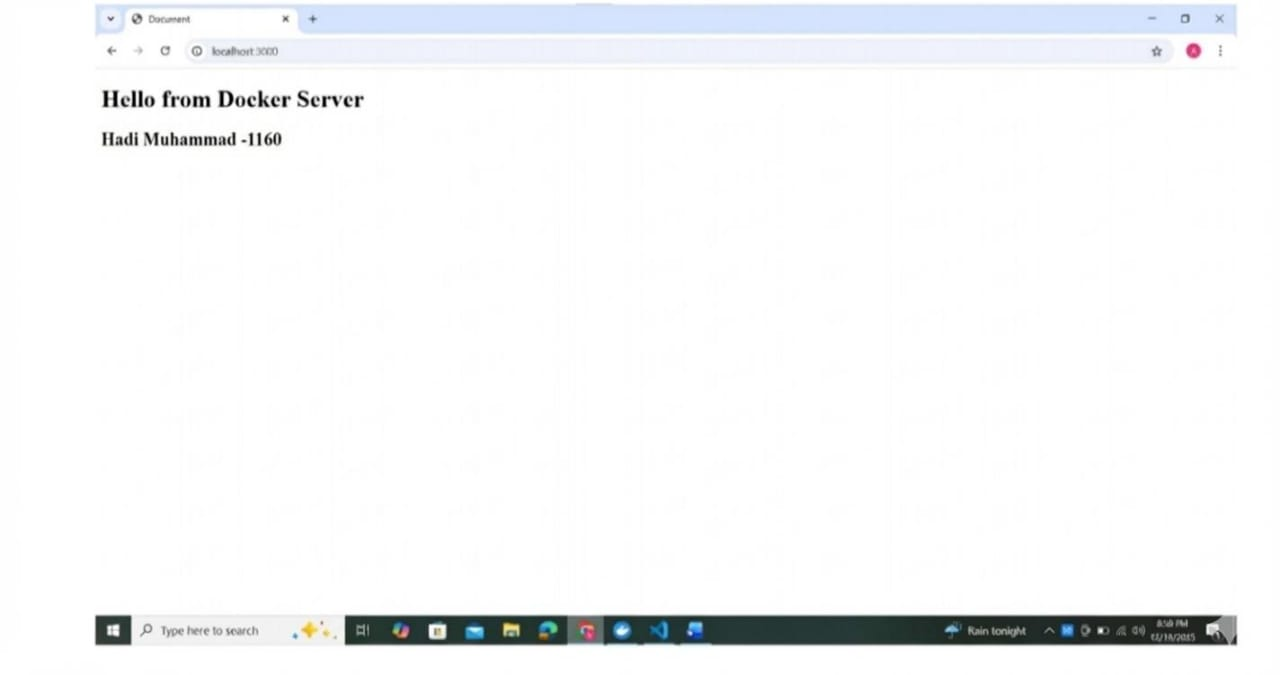 Document
localhost:3000
Hello from Docker Server
Hadi Muhammad -1160
Type here to search
Rain tonight